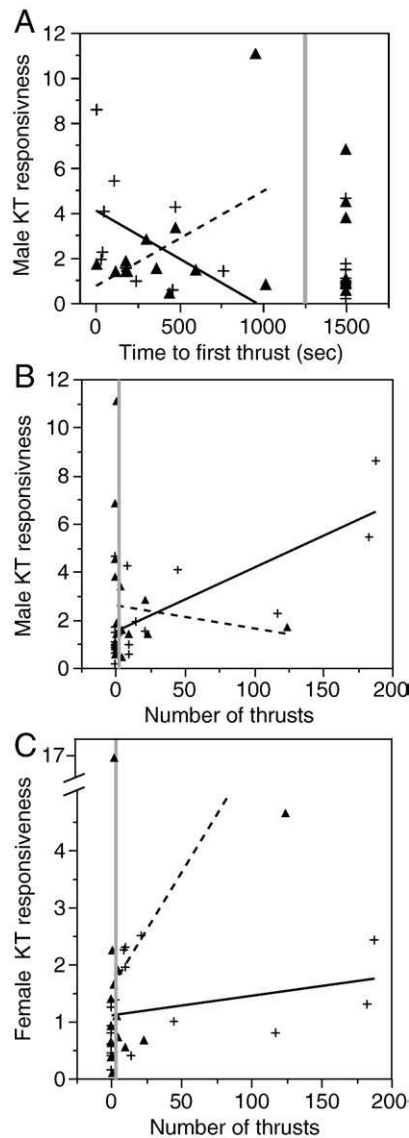 A
Male KT responsivness
12
10
8
6
4
2
0
0 500 1000 1500
Time to first thrust (sec)
B
Male KT responsivness
12
10
8
6
4
2
0
0 50 100 150 200
Number of thrusts
C
Female KT responsiveness
17
4
3
2
1
0
0 50 100 150 200
Number of thrusts